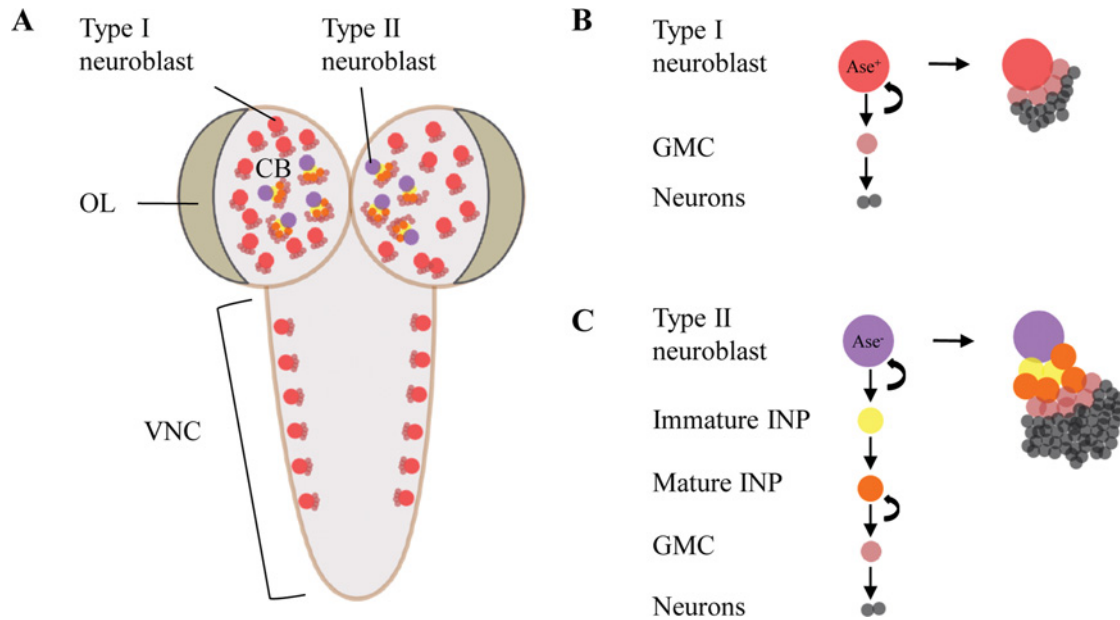 A
Type I
neuroblast
Type II
neuroblast
CB
OL
VNC
B
Type I
neuroblast
Ase+
GMC
Neurons
C
Type II
neuroblast
Ase-
Immature INP
Mature INP
GMC
Neurons